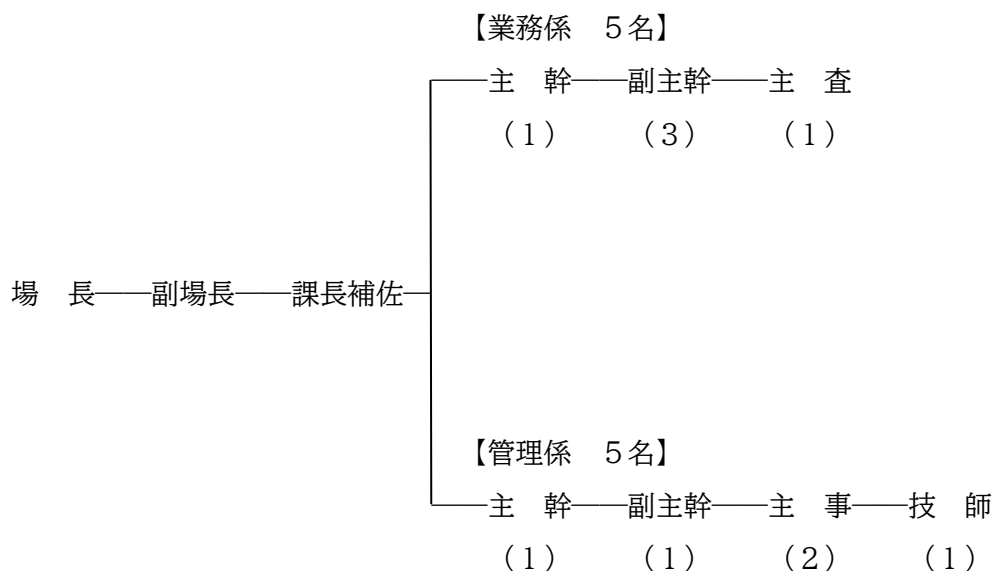 【業務係　５名】
主　幹――副主幹――主　査
（１）　（３）　（１）
場　長――副場長――課長補佐
【管理係　５名】
主　幹――副主幹――主　事――技　師
（１）　（１）　（２）　（１）